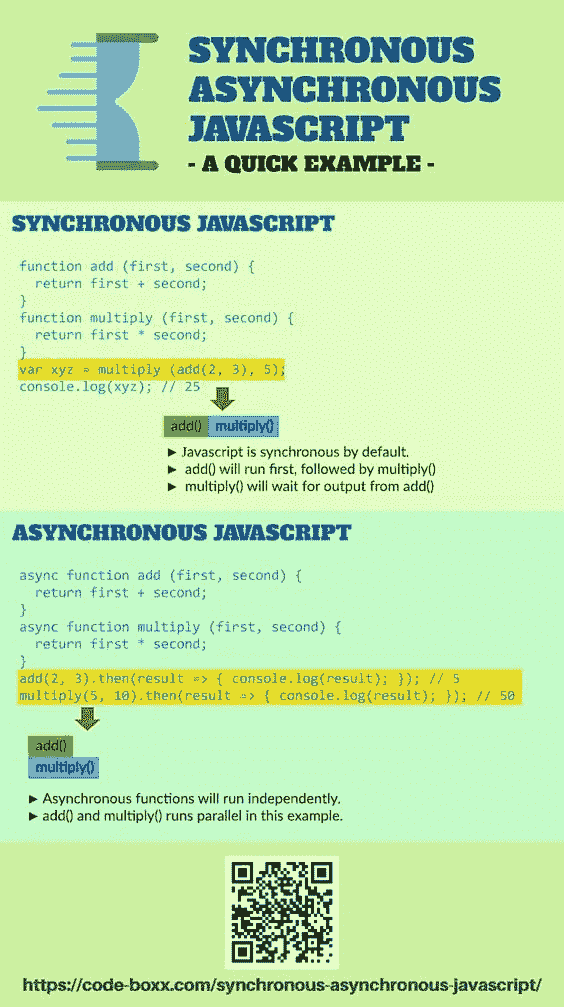 SYNCHRONOUS
ASYNCHRONOUS
JAVASCRIPT
- A QUICK EXAMPLE -
SYNCHRONOUS JAVASCRIPT
function add (first, second) {
  return first + second;
}
function multiply (first, second) {
  return first * second;
}
var xyz = multiply (add(2, 3), 5);
console.log(xyz); // 25
add() multiply()
► Javascript is synchronous by default.
► add() will run first, followed by multiply()
► multiply() will wait for output from add()
ASYNCHRONOUS JAVASCRIPT
async function add (first, second) {
  return first + second;
}
async function multiply (first, second) {
  return first * second;
}
add(2, 3).then(result => { console.log(result); }); // 5
multiply(5, 10).then(result => { console.log(result); }); // 50
add()
multiply()
► Asynchronous functions will run independently.
► add() and multiply() runs parallel in this example.
https://code-boxx.com/synchronous-asynchronous-javascript/